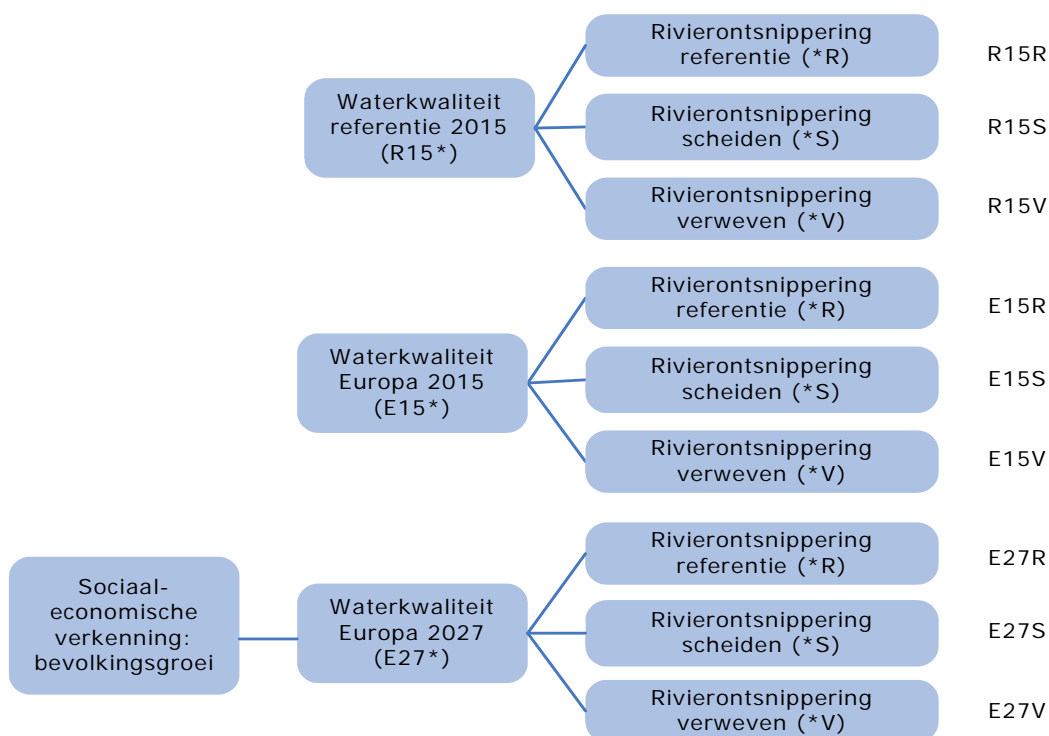 Rivierontsnippering
referentie (*R)
R15R
Waterkwaliteit
referentie 2015
(R15*)
Rivierontsnippering
scheiden (*S)
R15S
Rivierontsnippering
verweven (*V)
R15V
Rivierontsnippering
referentie (*R)
E15R
Waterkwaliteit
Europa 2015
(E15*)
Rivierontsnippering
scheiden (*S)
E15S
Rivierontsnippering
verweven (*V)
E15V
Rivierontsnippering
referentie (*R)
E27R
Sociaal-
economische
verkenning:
bevolkingsgroei
Waterkwaliteit
Europa 2027
(E27*)
Rivierontsnippering
scheiden (*S)
E27S
Rivierontsnippering
verweven (*V)
E27V